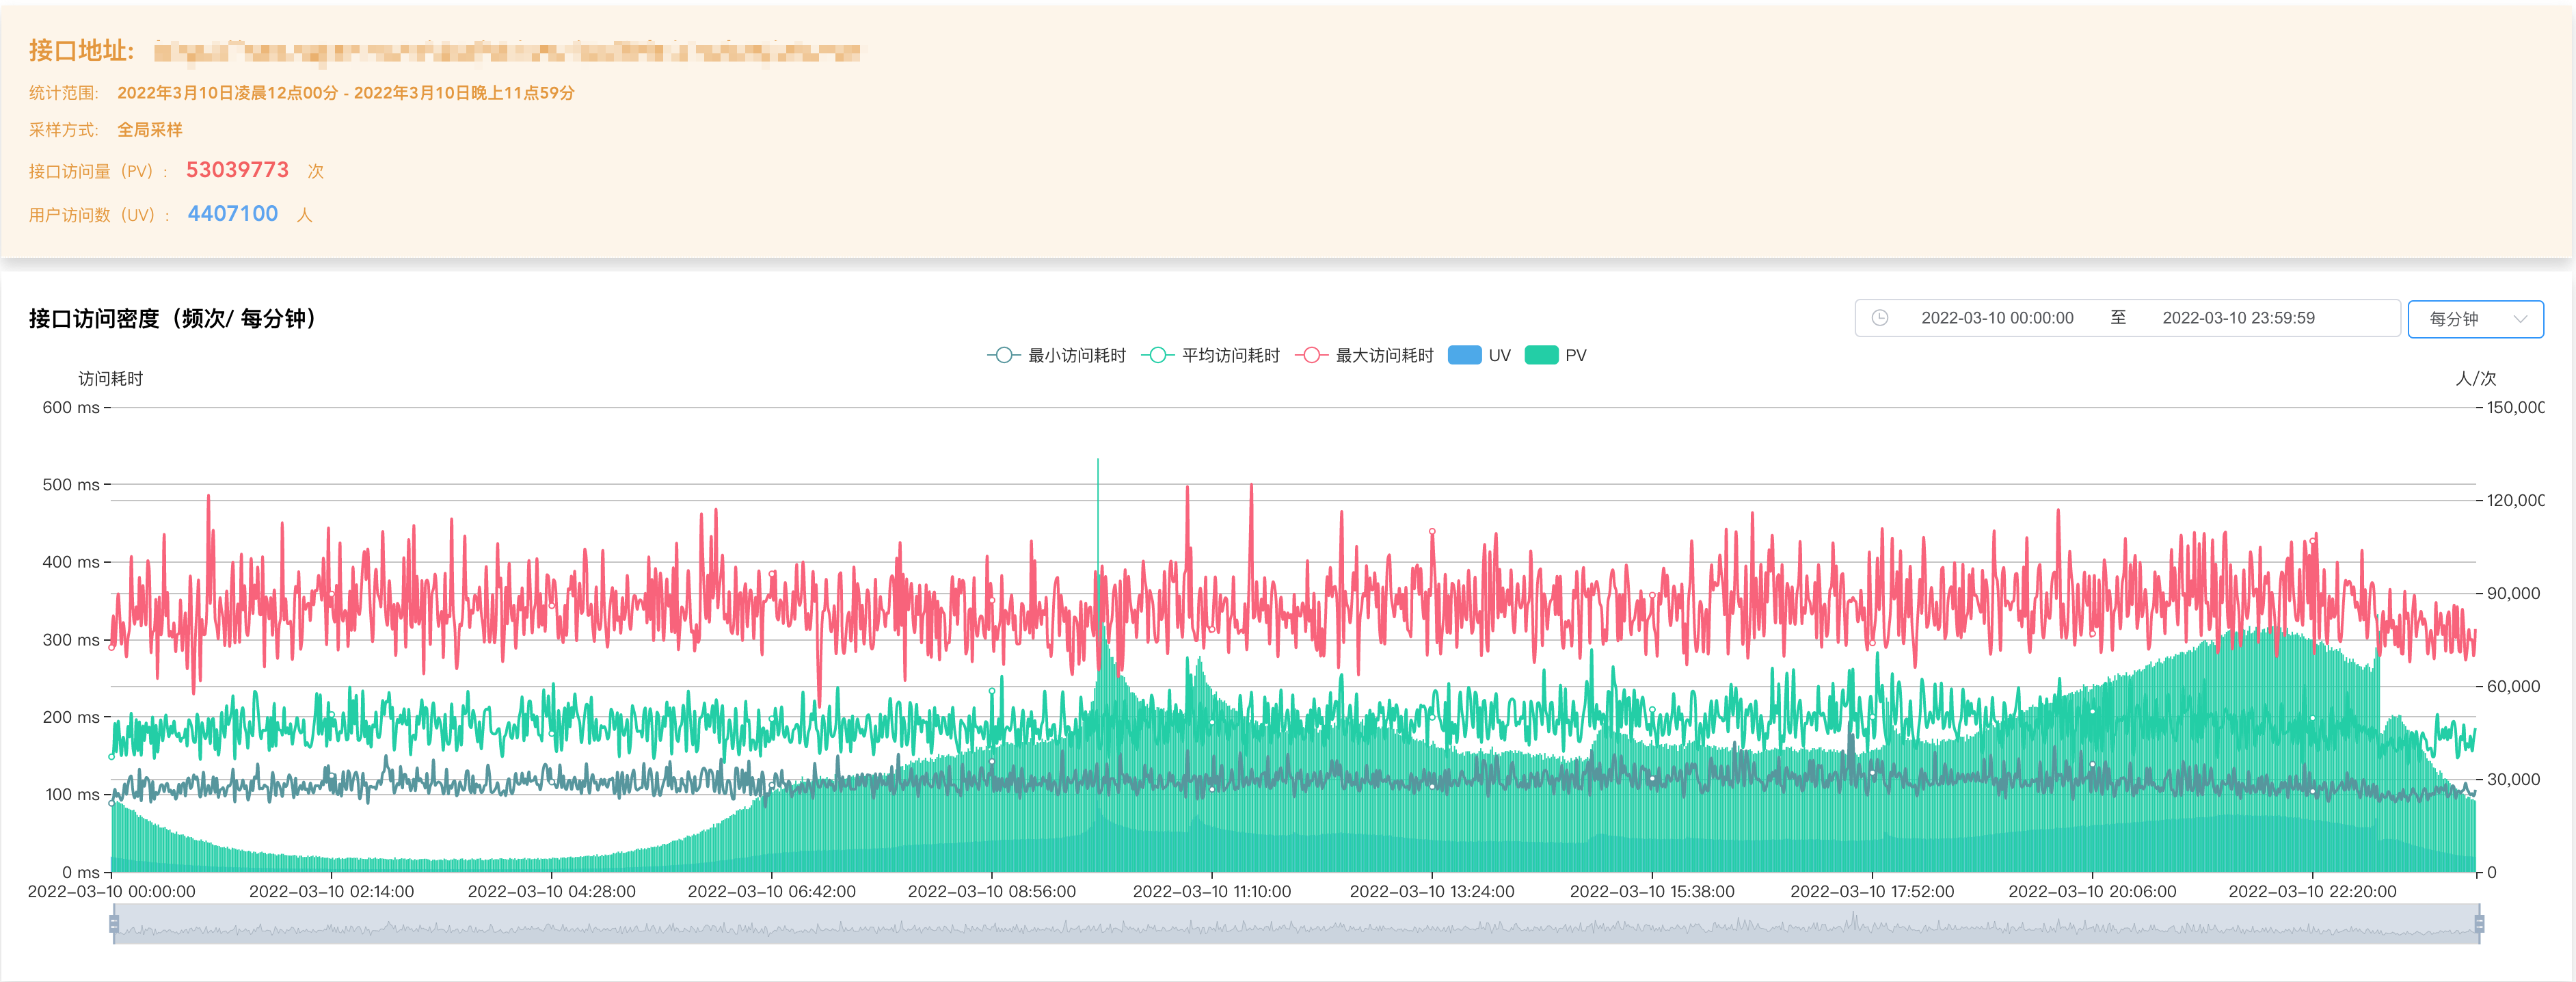 接口地址:
统计范围: 2022年3月10日凌晨12点00分 - 2022年3月10日晚上11点59分
采样方式: 全局采样
接口访问量（PV）: 53039773 次
用户访问数（UV）: 4407100 人
接口访问密度（频次/ 每分钟）
2022-03-10 00:00:00 至 2022-03-10 23:59:59 每分钟
最小访问耗时 平均访问耗时 最大访问耗时 UV PV
访问耗时 人/次
600 ms 150,000
500 ms 120,000
400 ms 90,000
300 ms 60,000
200 ms 30,000
100 ms
0 ms 0
2022-03-10 00:00:00 2022-03-10 02:14:00 2022-03-10 04:28:00 2022-03-10 06:42:00 2022-03-10 08:56:00 2022-03-10 11:10:00 2022-03-10 13:24:00 2022-03-10 15:38:00 2022-03-10 17:52:00 2022-03-10 20:06:00 2022-03-10 22:20:00